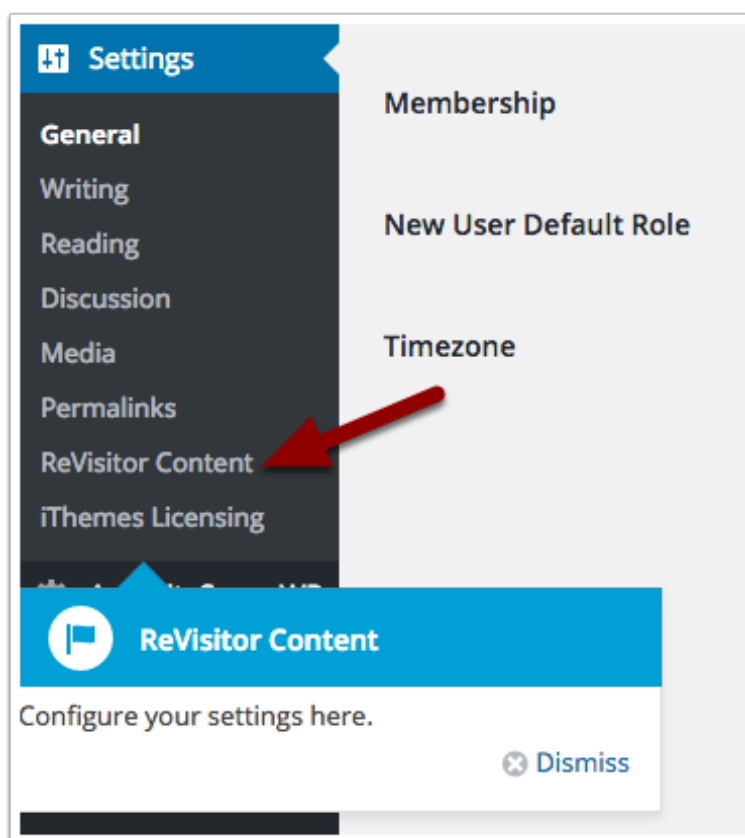 Settings
General
Writing
Reading
Discussion
Media
Permalinks
ReVisitor Content
iThemes Licensing
Membership
New User Default Role
Timezone
ReVisitor Content
Configure your settings here.
Dismiss